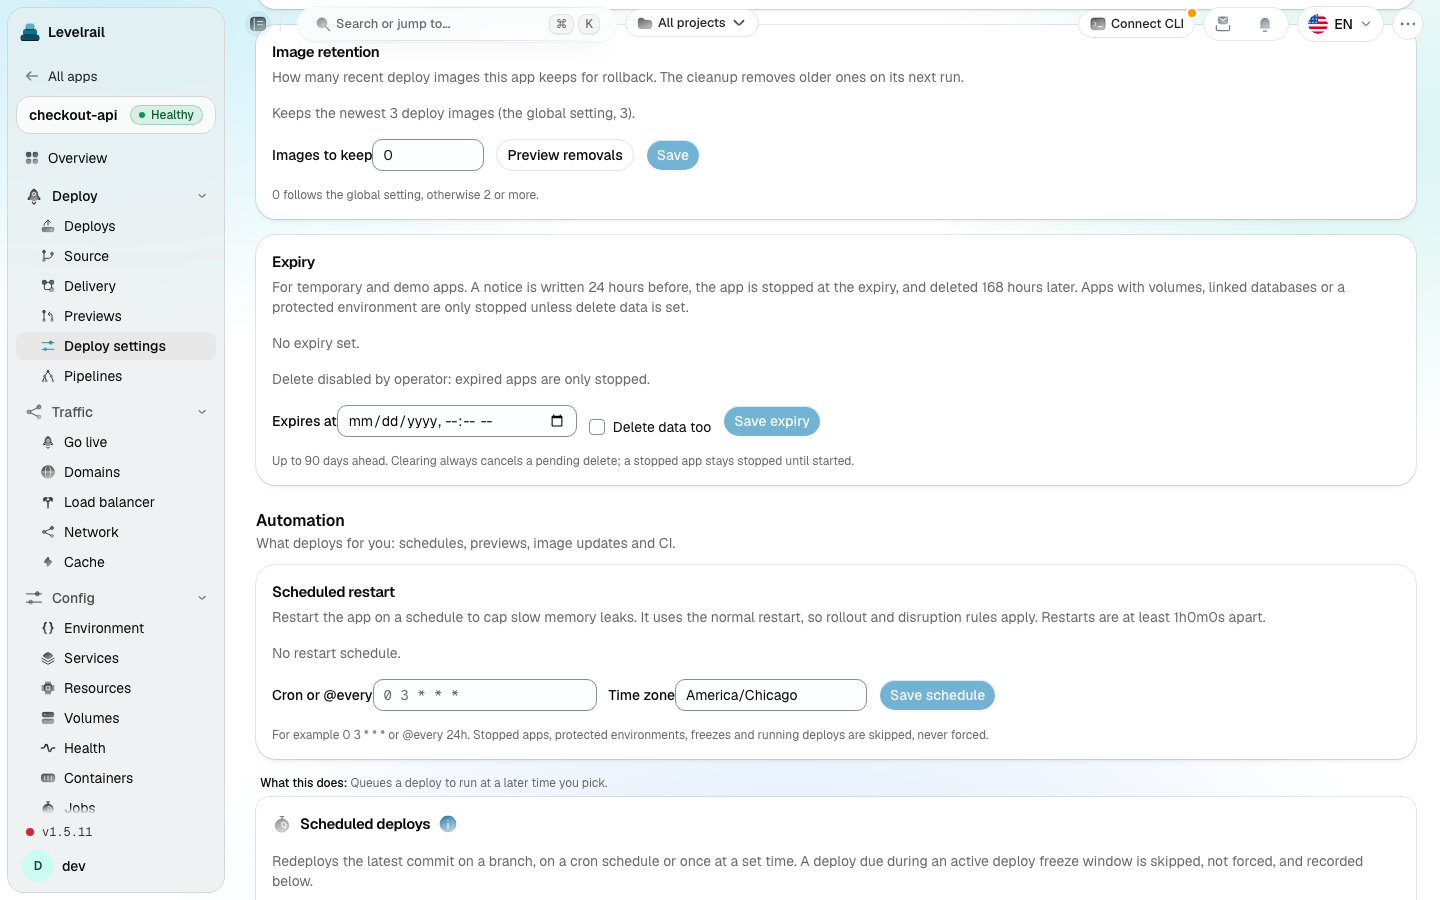 Levelrail
Search or jump to...
⌘ K
All projects
Connect CLI
EN
All apps
checkout-api
Healthy
Overview
Deploy
Deploys
Source
Delivery
Previews
Deploy settings
Pipelines
Traffic
Go live
Domains
Load balancer
Network
Cache
Config
Environment
Services
Resources
Volumes
Health
Containers
Jobs
v1.5.11
D dev
Image retention
How many recent deploy images this app keeps for rollback. The cleanup removes older ones on its next run.
Keeps the newest 3 deploy images (the global setting, 3).
Images to keep 0 Preview removals Save
0 follows the global setting, otherwise 2 or more.
Expiry
For temporary and demo apps. A notice is written 24 hours before, the app is stopped at the expiry, and deleted 168 hours later. Apps with volumes, linked databases or a
protected environment are only stopped unless delete data is set.
No expiry set.
Delete disabled by operator: expired apps are only stopped.
Expires at mm/dd/yyyy, --:-- -- Delete data too Save expiry
Up to 90 days ahead. Clearing always cancels a pending delete; a stopped app stays stopped until started.
Automation
What deploys for you: schedules, previews, image updates and CI.
Scheduled restart
Restart the app on a schedule to cap slow memory leaks. It uses the normal restart, so rollout and disruption rules apply. Restarts are at least 1h0m0s apart.
No restart schedule.
Cron or @every 0 3 * * * Time zone America/Chicago Save schedule
For example 0 3 * * * or @every 24h. Stopped apps, protected environments, freezes and running deploys are skipped, never forced.
What this does: Queues a deploy to run at a later time you pick.
Scheduled deploys
Redeploys the latest commit on a branch, on a cron schedule or once at a set time. A deploy due during an active deploy freeze window is skipped, not forced, and recorded
below.